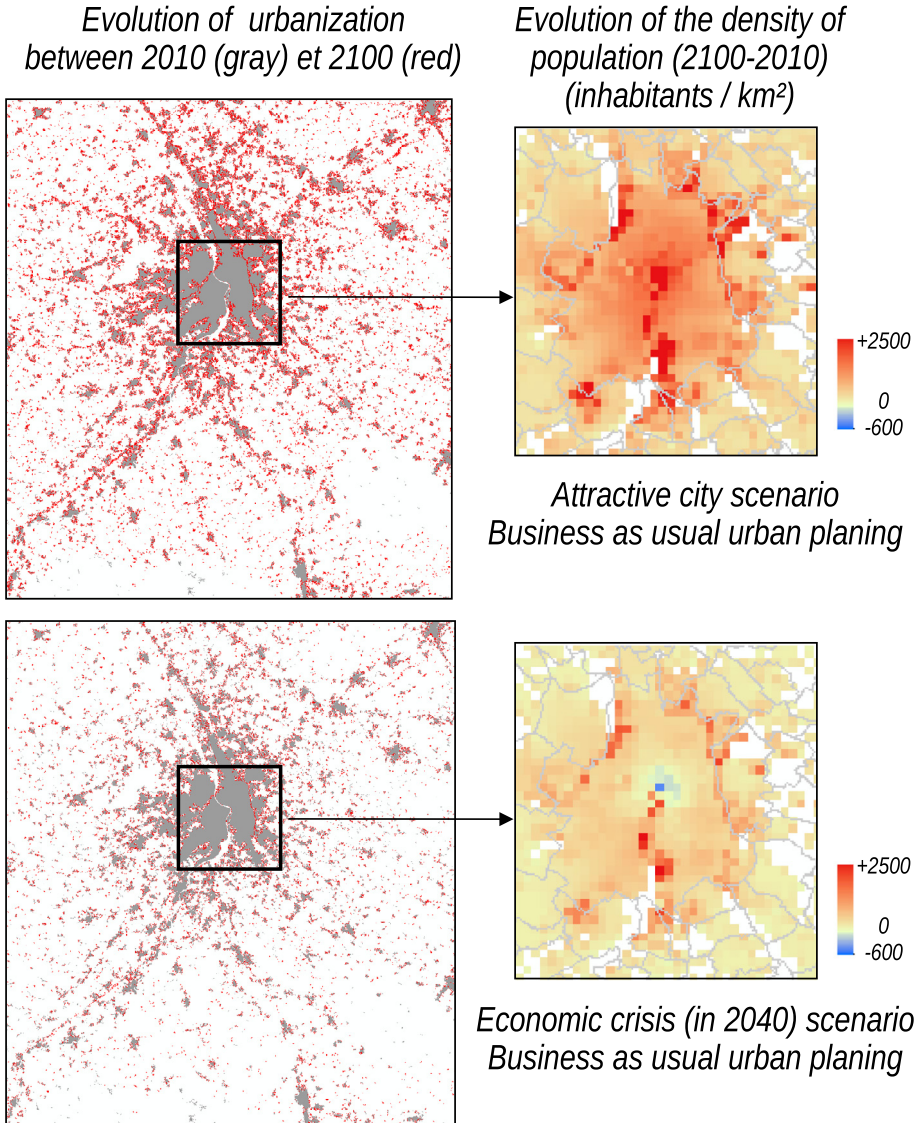 Evolution of  urbanization
between 2010 (gray) et 2100 (red)
Evolution of the density of
population (2100-2010)
(inhabitants / km²)
+2500
0
-600
Attractive city scenario
Business as usual urban planing
+2500
0
-600
Economic crisis (in 2040) scenario
Business as usual urban planing